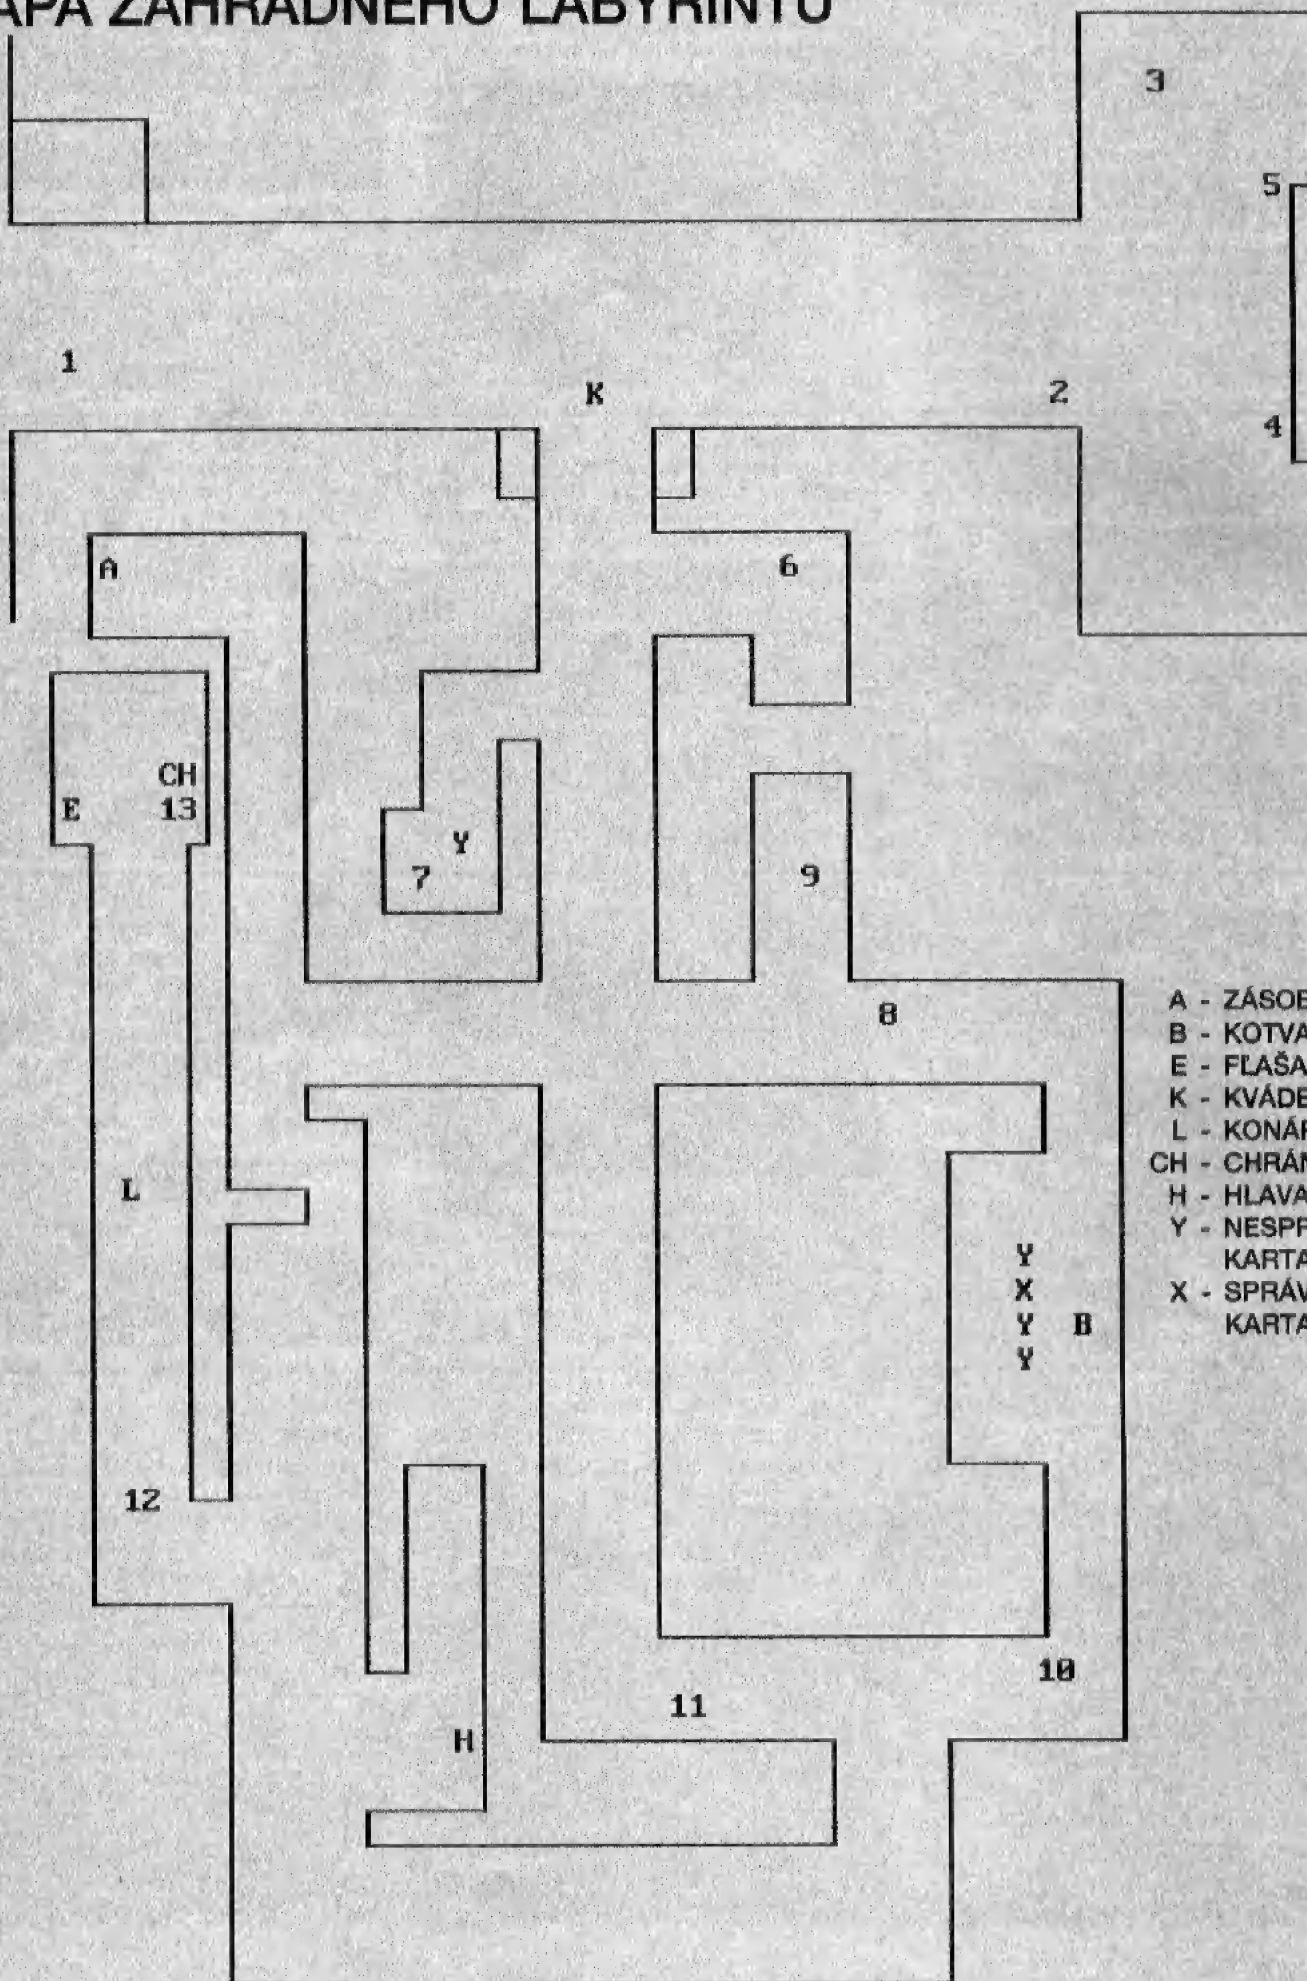 APA ZÁHRADNÉHO LABYRINTU
3
5
1
K
2
4
A
6
CH
E
13
Y
7
9
8
A - ZÁSOB
B - KOTVA
E - FĽAŠA
K - KVÁDE
L - KONÁR
CH - CHRÁN
H - HLAVA
Y - NESPR
KARTA
X - SPRÁV
KARTA
L
Y
X
Y B
Y
12
10
11
H